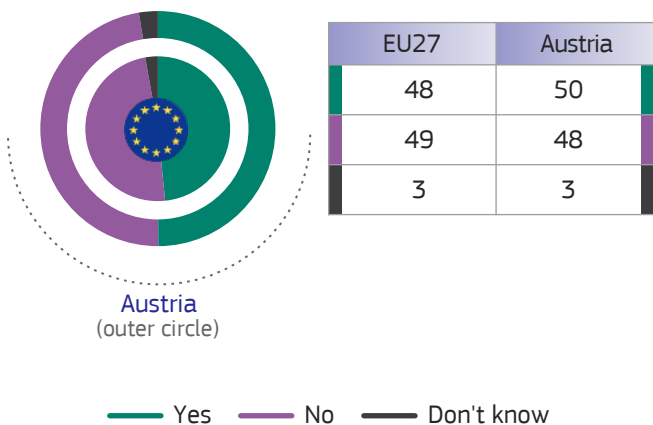 EU27 Austria
48 50
49 48
3 3
Austria
(outer circle)
Yes No Don't know